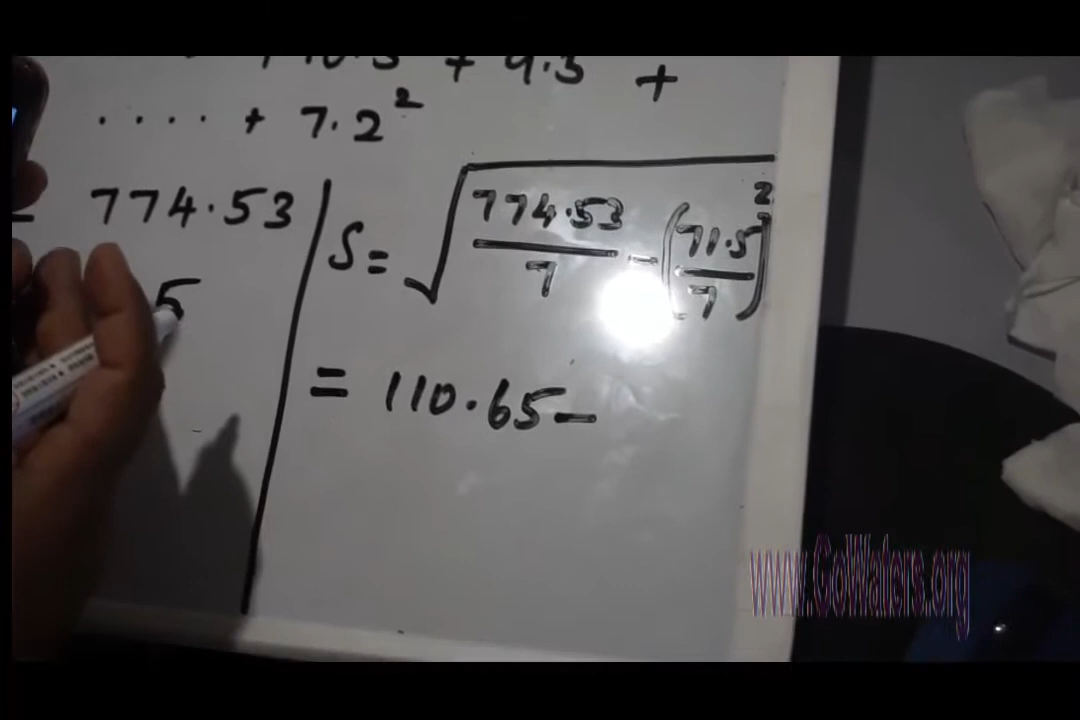 + 9.5 +
.... + 7.2²
774.53
S = √(774.53/7 - (71.5/7)²)
5
= 110.65 -
www.GoWaters.org